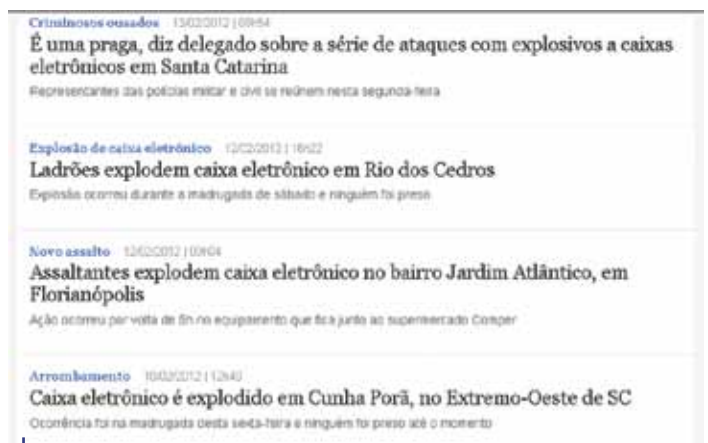 Criminosos ousados 13/02/2012 | 09h54
É uma praga, diz delegado sobre a série de ataques com explosivos a caixas
eletrônicos em Santa Catarina
Representantes das polícias militar e civil se reúnem nesta segunda-feira
Explosão de caixa eletrônico 12/02/2012 | 16h22
Ladrões explodem caixa eletrônico em Rio dos Cedros
Explosão ocorreu durante a madrugada de sábado e ninguém foi preso
Novo assalto 12/02/2012 | 09h04
Assaltantes explodem caixa eletrônico no bairro Jardim Atlântico, em
Florianópolis
Ação ocorreu por volta de no equipamento que fica junto ao supermercado Comper
Arrombamento 10/02/2012 | 12h40
Caixa eletrônico é explodido em Cunha Porã, no Extremo-Oeste de SC
Ocorrência foi na madrugada desta sexta-feira e ninguém foi preso até o momento